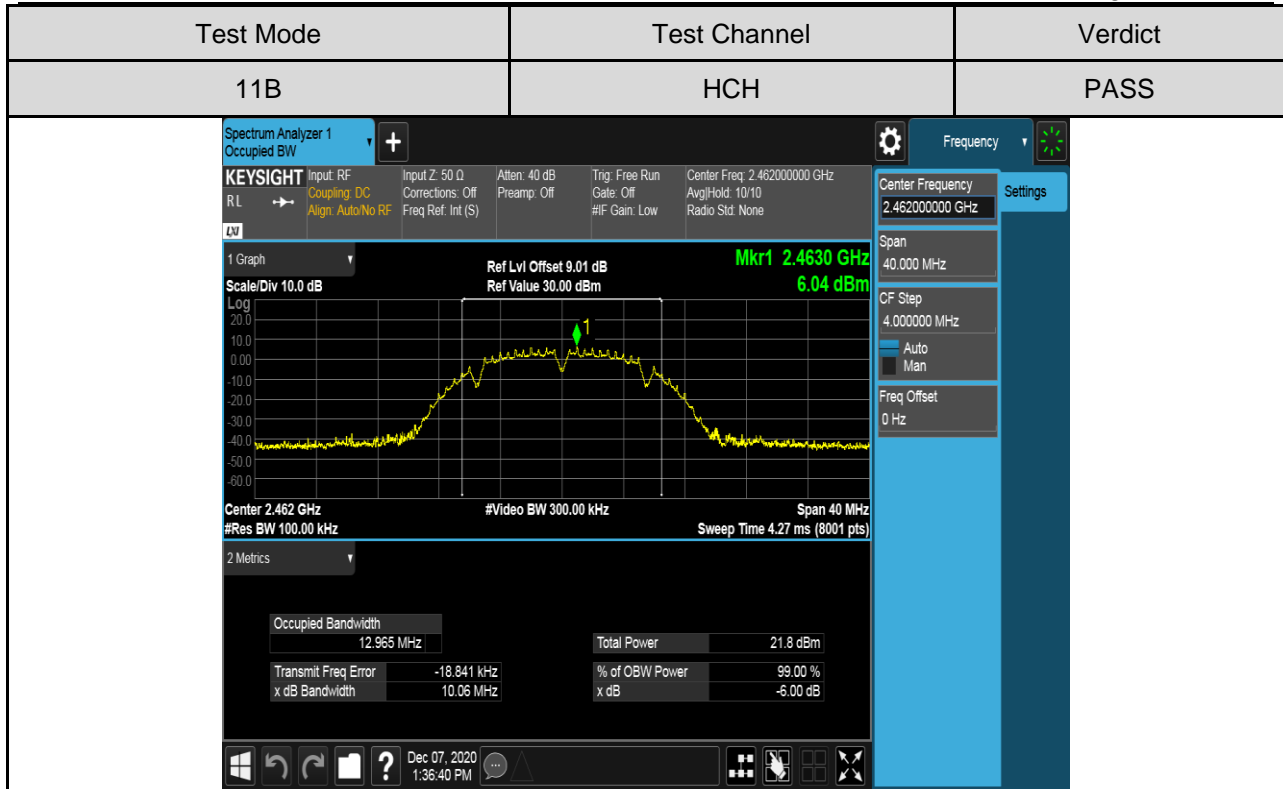 Test Mode Test Channel Verdict
11B HCH PASS
Spectrum Analyzer 1
Occupied BW
+
Frequency
KEYSIGHT
RL
LXI
Input: RF
Coupling: DC
Align: Auto/No RF
Input Z: 50 Ω
Corrections: Off
Freq Ref: Int (S)
Atten: 40 dB
Preamp: Off
Trig: Free Run
Gate: Off
#IF Gain: Low
Center Freq: 2.462000000 GHz
Avg|Hold: 10/10
Radio Std: None
Center Frequency
2.462000000 GHz
Settings
Span
40.000 MHz
CF Step
4.000000 MHz
Auto
Man
Freq Offset
0 Hz
1 Graph
Scale/Div 10.0 dB
Ref Lvl Offset 9.01 dB
Ref Value 30.00 dBm
Mkr1 2.4630 GHz
6.04 dBm
Log
20.0
10.0
0.00
-10.0
-20.0
-30.0
-40.0
-50.0
-60.0
1
Center 2.462 GHz
#Res BW 100.00 kHz
#Video BW 300.00 kHz
Span 40 MHz
Sweep Time 4.27 ms (8001 pts)
2 Metrics
Occupied Bandwidth
12.965 MHz
Total Power 21.8 dBm
Transmit Freq Error -18.841 kHz
% of OBW Power 99.00 %
x dB Bandwidth 10.06 MHz
x dB -6.00 dB
?
Dec 07, 2020
1:36:40 PM